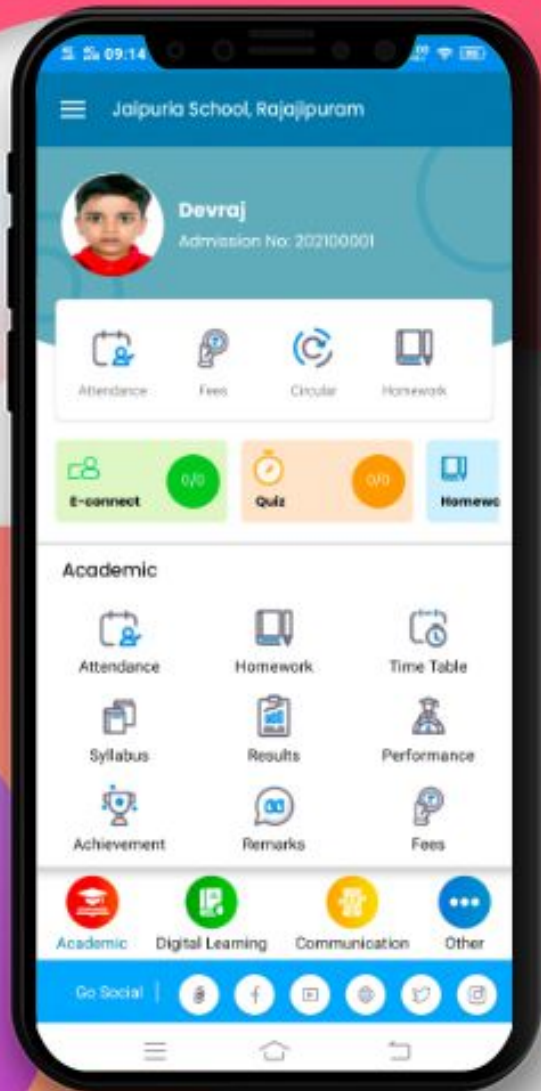 09:14
Jaipuria School, Rajajipuram
Devraj
Admission No: 202100001
Attendance Fees Circular Homework
E-connect 0/0 Quiz 0/0 Homewo
Academic
Attendance Homework Time Table
Syllabus Results Performance
Achievement Remarks Fees
Academic Digital Learning Communication Other
Go Social |